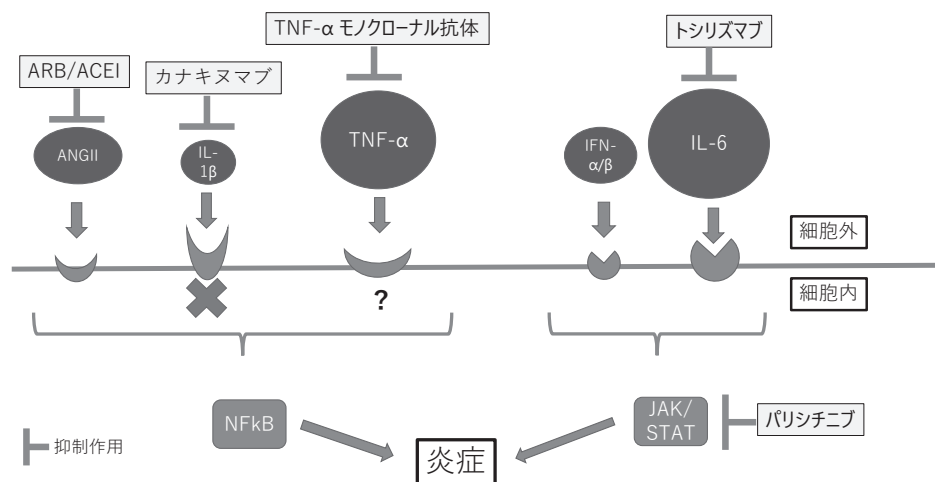 TNF-α モノクローナル抗体
トシリズマブ
ARB/ACEI
カナキヌマブ
ANGII
IL-
1β
TNF-α
IFN-
α/β
IL-6
細胞外
細胞内
?
NFkB
JAK/
STAT
パリシチニブ
炎症
抑制作用